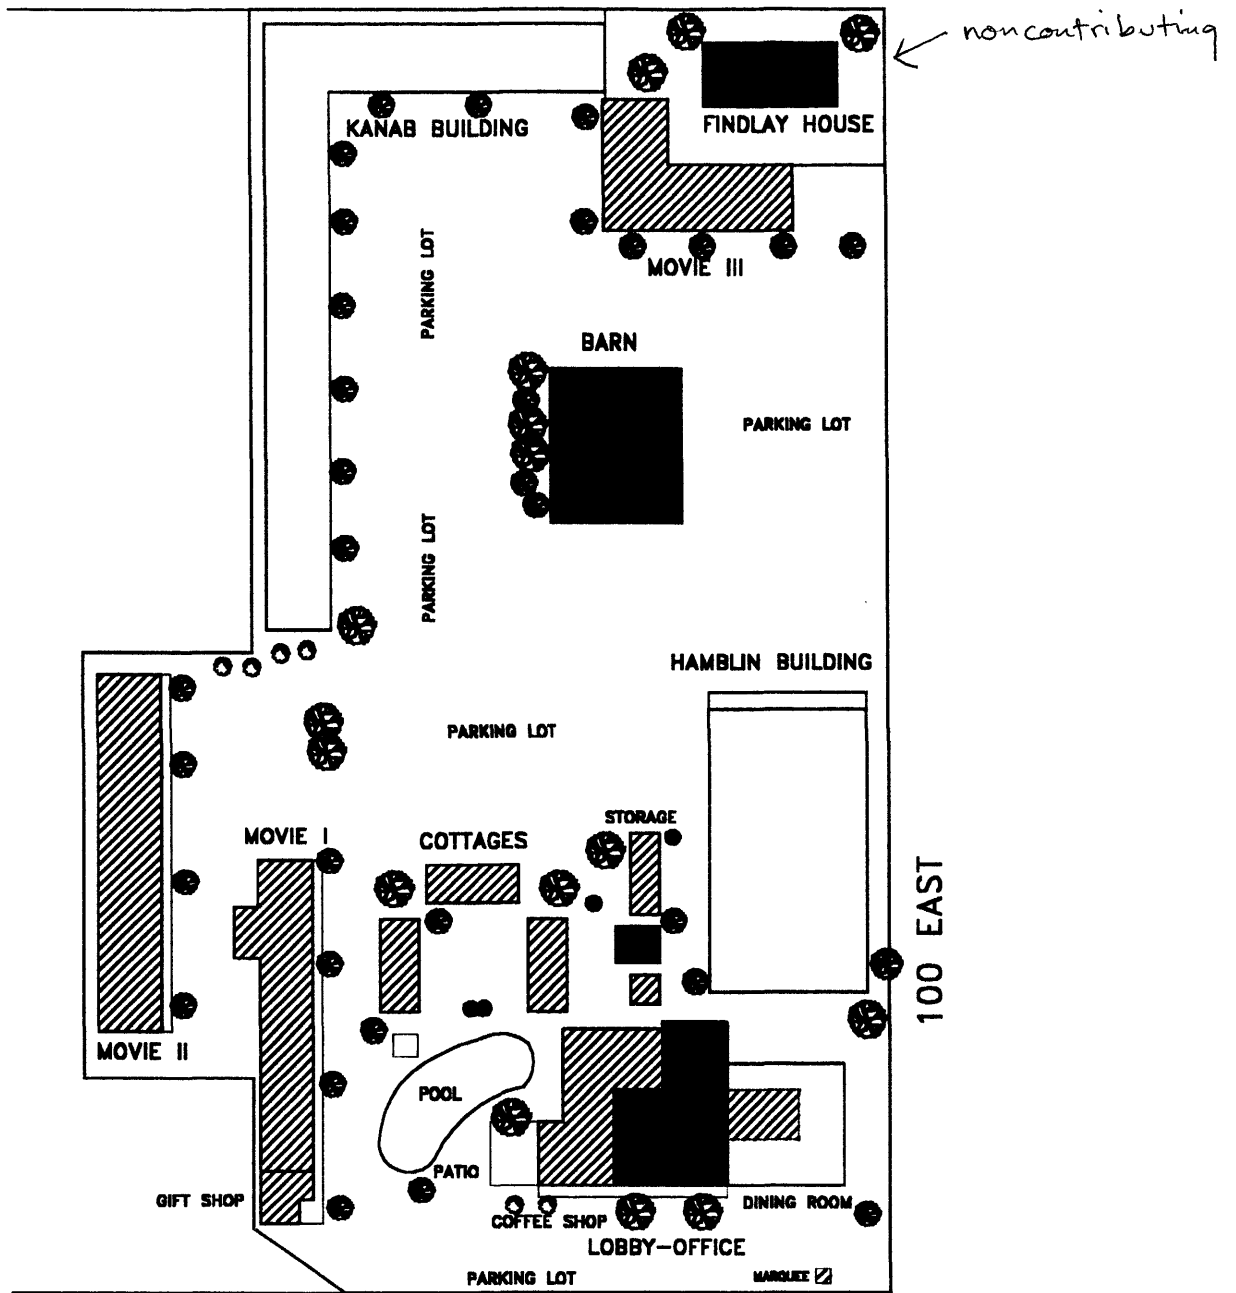 noncontributing
FINDLAY HOUSE
KANAB BUILDING
PARKING LOT
MOVIE III
BARN
PARKING LOT
PARKING LOT
HAMBLIN BUILDING
PARKING LOT
STORAGE
MOVIE I
COTTAGES
100 EAST
MOVIE II
POOL
PATIO
GIFT SHOP
DINING ROOM
COFFEE SHOP
LOBBY-OFFICE
PARKING LOT
MARQUEE